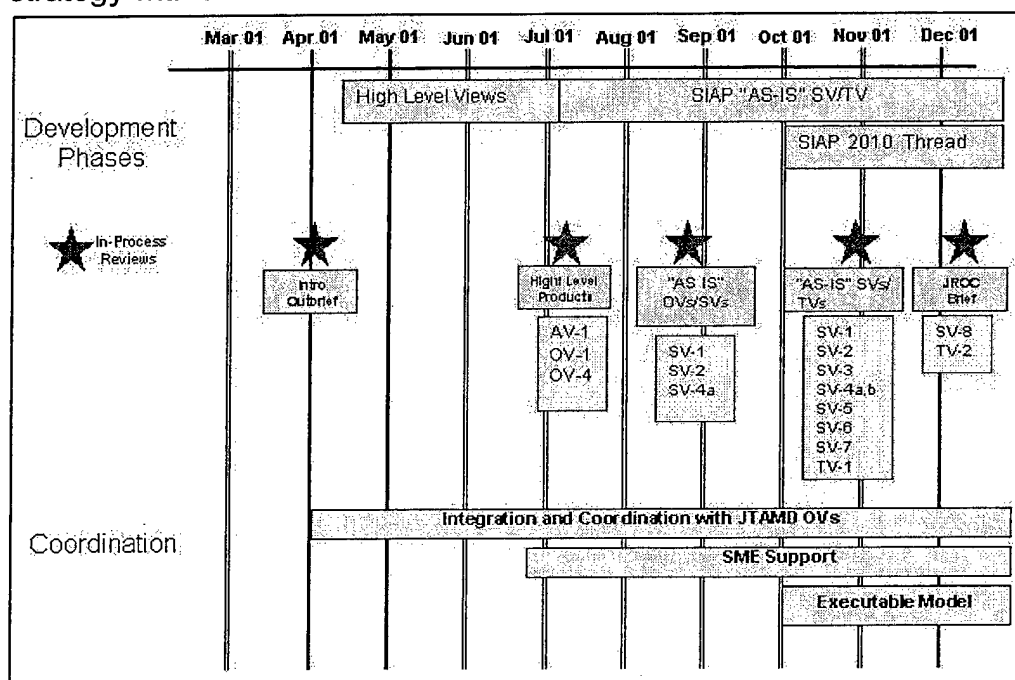 Mar 01 Apr 01 May 01 Jun 01 Jul 01 Aug 01 Sep 01 Oct 01 Nov 01 Dec 01
High Level Views
SIAP "AS-IS" SV/TV
Development
Phases
SIAP 2010 Thread
In-Process
Reviews
Intro
Outbrief
Hight Level
Products
"AS IS"
OVs/SVs
"AS-IS" SVs/
TVs
JROC
Brief
AV-1
OV-1
OV-4
SV-1
SV-2
SV-4a
SV-1
SV-2
SV-3
SV-4a,b
SV-5
SV-6
SV-7
TV-1
SV-8
TV-2
Integration and Coordination with JTAMD OVs
Coordination
SME Support
Executable Model